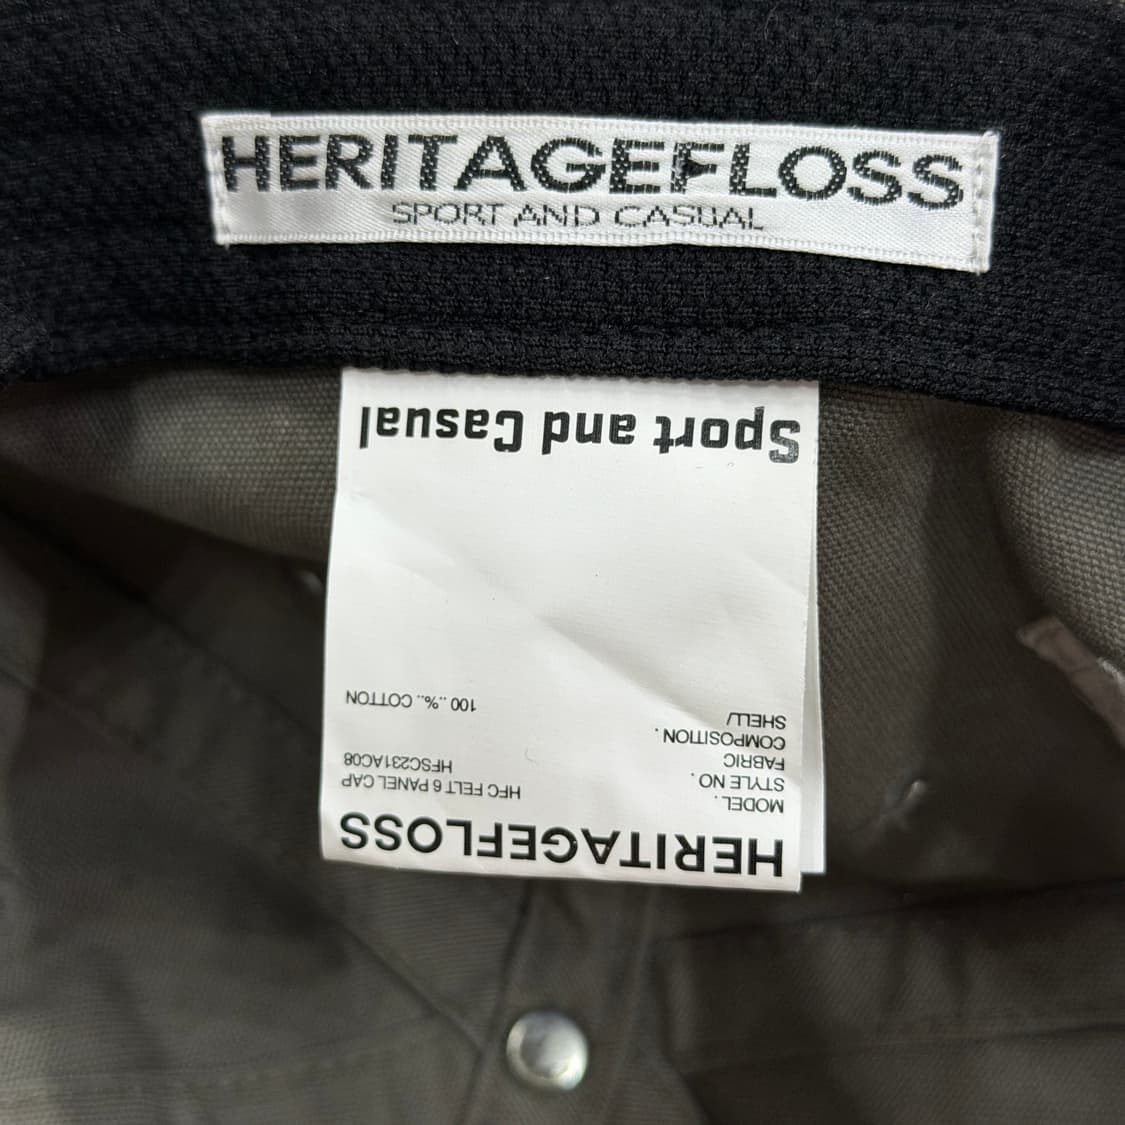 HERITAGEFLOSS
SPORT AND CASUAL
HERITAGEFLOSS
MODEL. HFC FELT 6 PANEL CAP
STYLE NO. HFSC231AC08
FABRIC
COMPOSITION.
SHELL/ 100..%.. COTTON
Sport and Casual